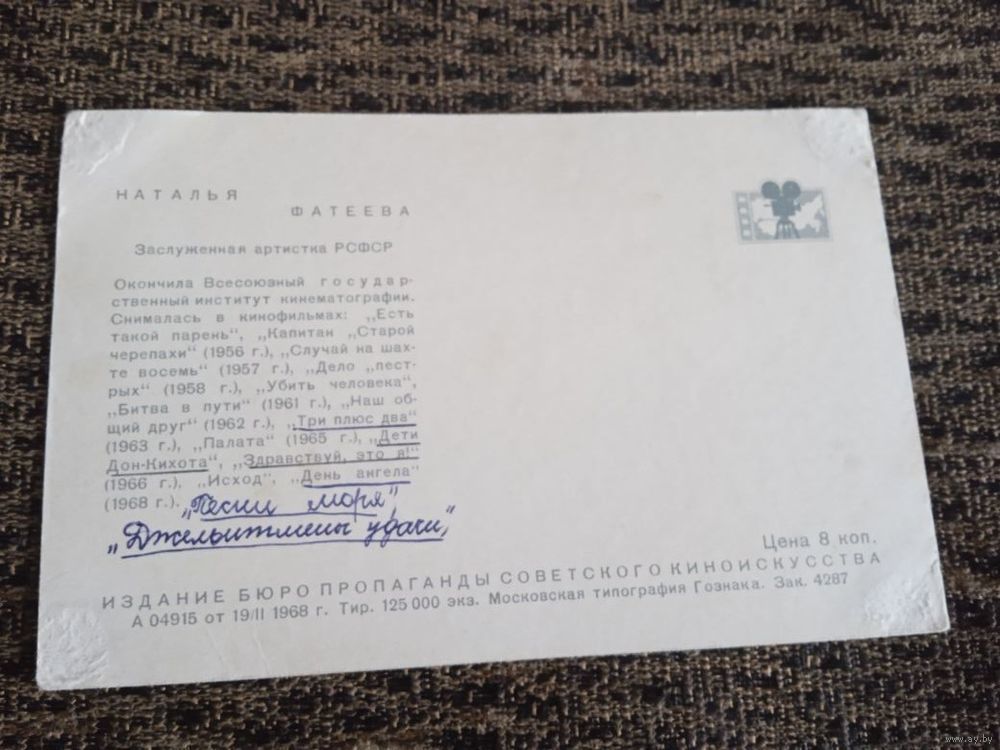 НАТАЛЬЯ
ФАТЕЕВА
Заслуженная артистка РСФСР
Окончила Всесоюзный государ-
ственный институт кинематографии.
Снималась в кинофильмах: „Есть
такой парень“, „Капитан „Старой
черепахи“ (1956 г.), „Случай на шах-
те восемь“ (1957 г.), „Дело „пест-
рых“ (1958 г.), „Убить человека“,
„Битва в пути“ (1961 г.), „Наш об-
щий друг“ (1962 г.), „Три плюс два“
(1963 г.), „Палата“ (1965 г.), „Дети
Дон-Кихота“, „Здравствуй, это я!“
(1966 г.), „Исход“, „День ангела“
(1968 г.). „Песни моря“,
„Джельтмены удачи“,
Цена 8 коп.
ИЗДАНИЕ БЮРО ПРОПАГАНДЫ СОВЕТСКОГО КИНОИСКУССТВА
А 04915 от 19/II 1968 г. Тир. 125 000 экз. Московская типография Гознака. Зак. 4287
www.ay.by